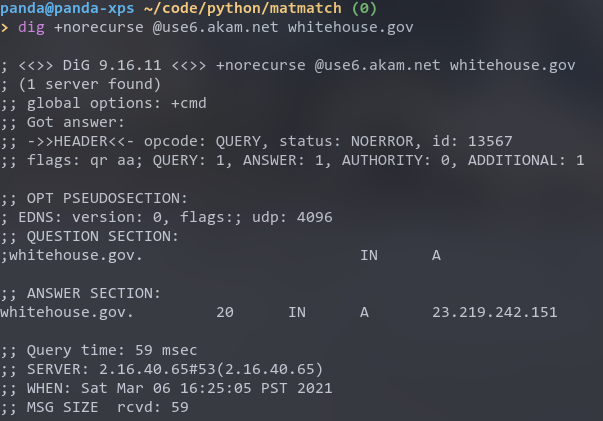 panda@panda-xps ~/code/python/matmatch (0)
> dig +norecurse @use6.akam.net whitehouse.gov
; <<>> DiG 9.16.11 <<>> +norecurse @use6.akam.net whitehouse.gov
; (1 server found)
;; global options: +cmd
;; Got answer:
;; ->>HEADER<<- opcode: QUERY, status: NOERROR, id: 13567
;; flags: qr aa; QUERY: 1, ANSWER: 1, AUTHORITY: 0, ADDITIONAL: 1
;; OPT PSEUDOSECTION:
; EDNS: version: 0, flags:; udp: 4096
;; QUESTION SECTION:
;whitehouse.gov. IN A
;; ANSWER SECTION:
whitehouse.gov. 20 IN A 23.219.242.151
;; Query time: 59 msec
;; SERVER: 2.16.40.65#53(2.16.40.65)
;; WHEN: Sat Mar 06 16:25:05 PST 2021
;; MSG SIZE rcvd: 59